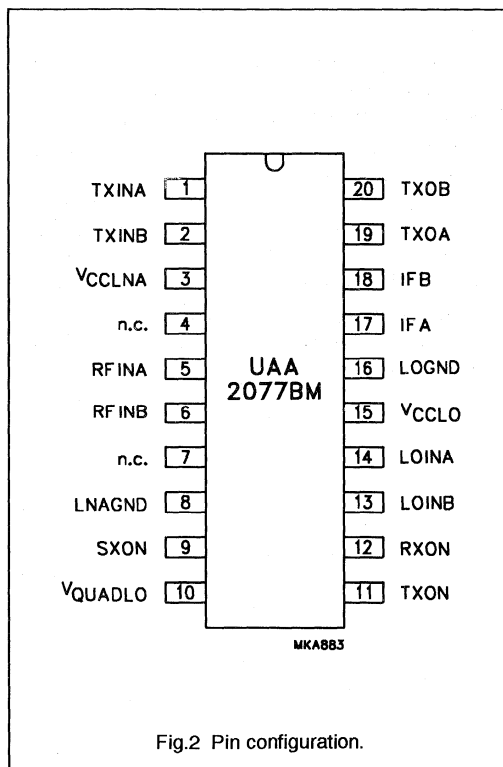 TXINA 1 20 TXOB
TXINB 2 19 TXOA
VCCLNA 3 18 IFB
n.c. 4 17 IFA
RFINA 5 16 LOGND
RFINB 6 15 VCCLO
n.c. 7 14 LOINA
LNAGND 8 13 LOINB
SXON 9 12 RXON
VQUADLO 10 11 TXON
UAA
2077BM
MKA883
Fig.2 Pin configuration.